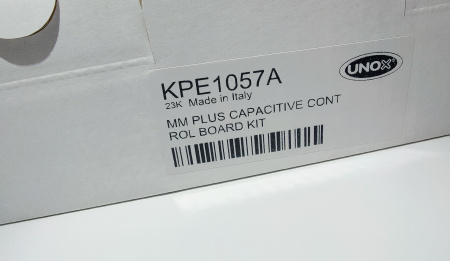 UNOX
KPE1057A
23K Made in Italy
MM PLUS CAPACITIVE CONT
ROL BOARD KIT